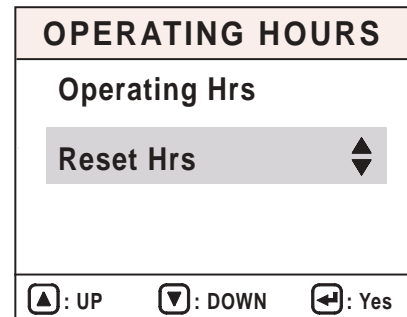 OPERATING HOURS
Operating Hrs
Reset Hrs
: UP : DOWN : Yes